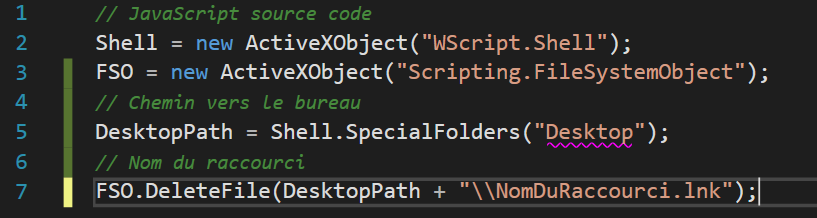 1 // JavaScript source code
2 Shell = new ActiveXObject("WScript.Shell");
3 FSO = new ActiveXObject("Scripting.FileSystemObject");
4 // Chemin vers le bureau
5 DesktopPath = Shell.SpecialFolders("Desktop");
6 // Nom du raccourci
7 FSO.DeleteFile(DesktopPath + "\\NomDuRaccourci.lnk");